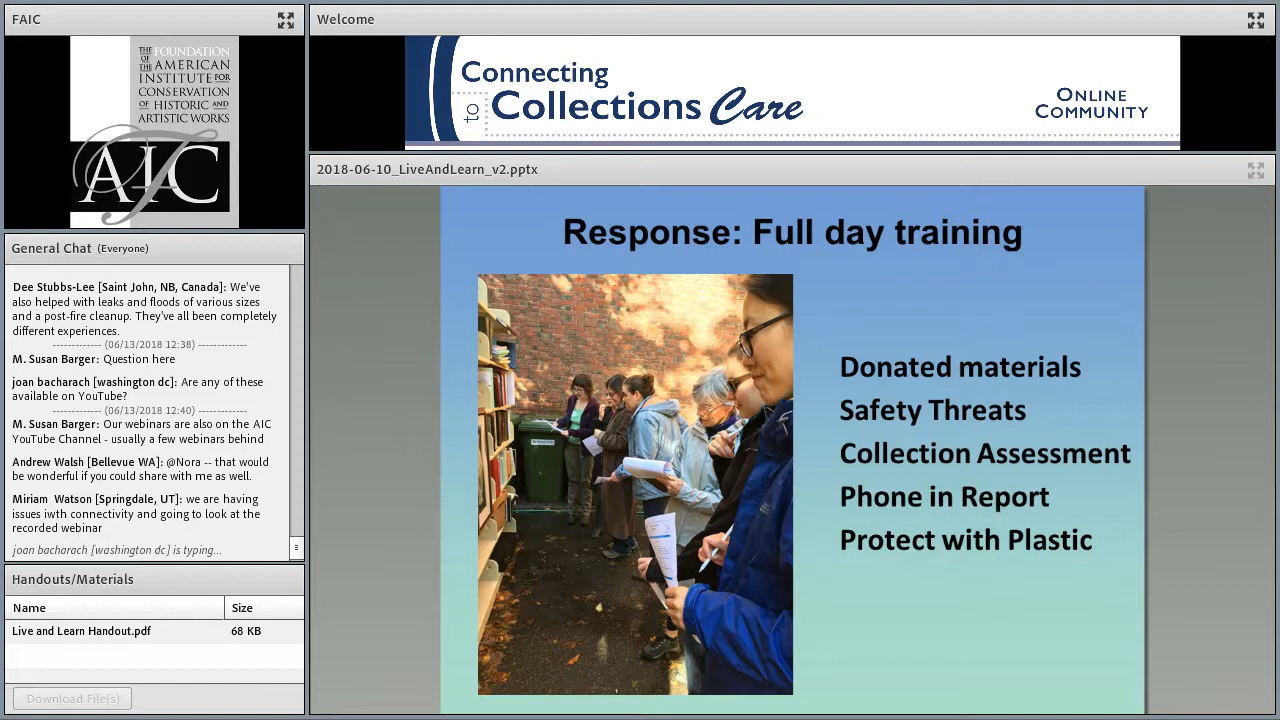 FAIC
THE FOUNDATION
OF THE AMERICAN
INSTITUTE FOR
CONSERVATION
OF HISTORIC AND
ARTISTIC WORKS
AIC
General Chat (Everyone)
Dee Stubbs-Lee [Saint John, NB, Canada]: We've
also helped with leaks and floods of various sizes
and a post-fire cleanup. They've all been completely
different experiences.
------------- (06/13/2018 12:38) -------------
M. Susan Barger: Question here
joan bacharach [washington dc]: Are any of these
available on YouTube?
------------- (06/13/2018 12:40) -------------
M. Susan Barger: Our webinars are also on the AIC
YouTube Channel - usually a few webinars behind
Andrew Walsh [Bellevue WA]: @Nora -- that would
be wonderful if you could share with me as well.
Miriam  Watson [Springdale, UT]: we are having
issues iwth connectivity and going to look at the
recorded webinar
joan bacharach [washington dc] is typing...
Handouts/Materials
Name Size
Live and Learn Handout.pdf 68 KB
Download File(s)
Welcome
Connecting
to Collections Care
ONLINE
COMMUNITY
2018-06-10_LiveAndLearn_v2.pptx
Response: Full day training
Donated materials
Safety Threats
Collection Assessment
Phone in Report
Protect with Plastic